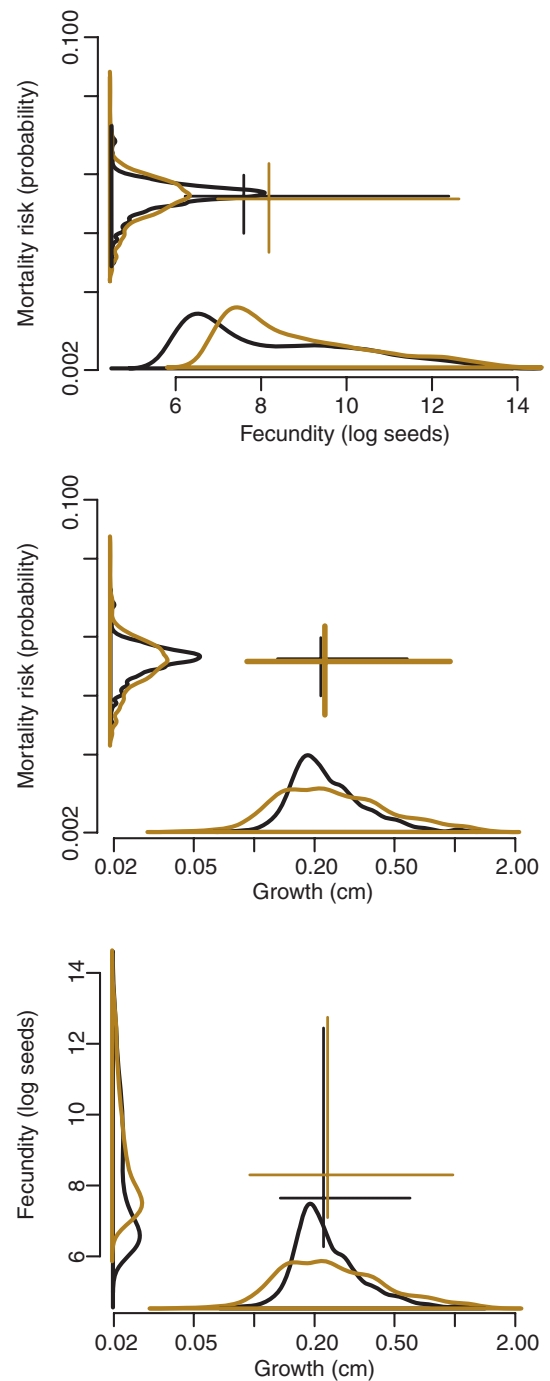 0.100
Mortality risk (probability)
0.002
6 8 10 12 14
Fecundity (log seeds)
0.100
Mortality risk (probability)
0.002
0.02 0.05 0.20 0.50 2.00
Growth (cm)
14
12
10
8
6
Fecundity (log seeds)
0.02 0.05 0.20 0.50 2.00
Growth (cm)